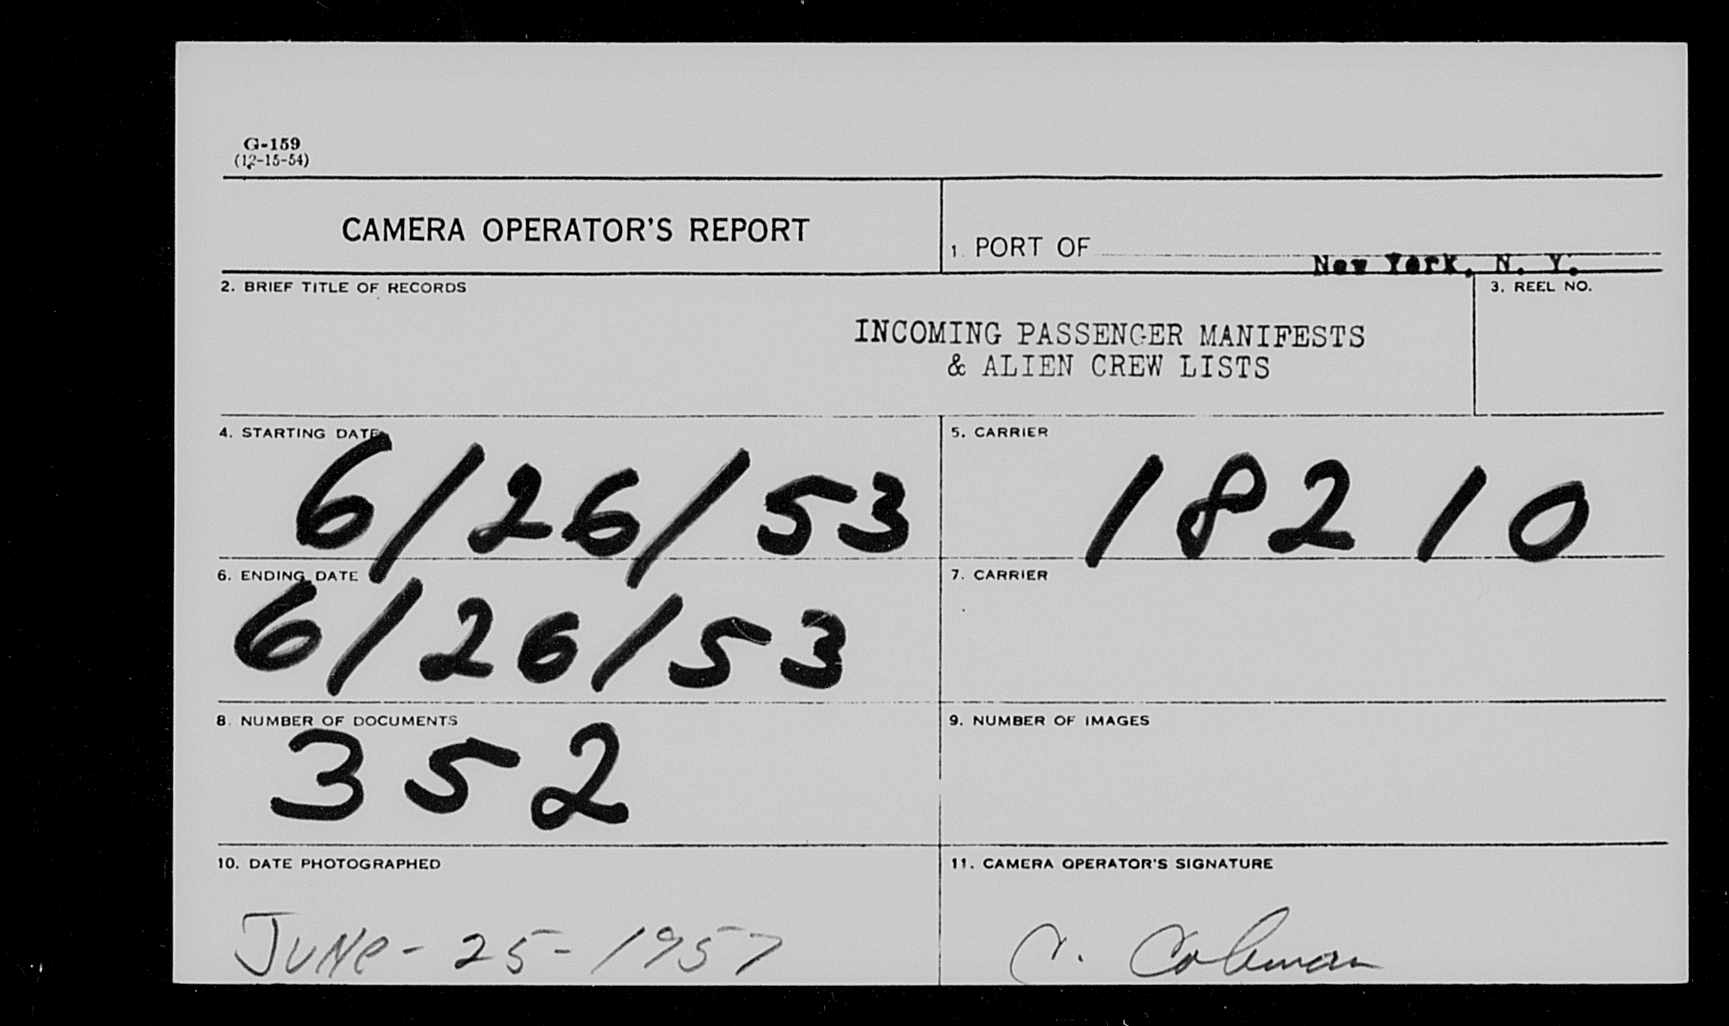 G-159
(12-15-54)
CAMERA OPERATOR'S REPORT
1. PORT OF New York, N. Y.
2. BRIEF TITLE OF RECORDS
INCOMING PASSENGER MANIFESTS
& ALIEN CREW LISTS
3. REEL NO.
4. STARTING DATE
6/26/53
5. CARRIER
18210
6. ENDING DATE
6/26/53
7. CARRIER
8. NUMBER OF DOCUMENTS
352
9. NUMBER OF IMAGES
10. DATE PHOTOGRAPHED
JUNe - 25 - 1957
11. CAMERA OPERATOR'S SIGNATURE
Coleman